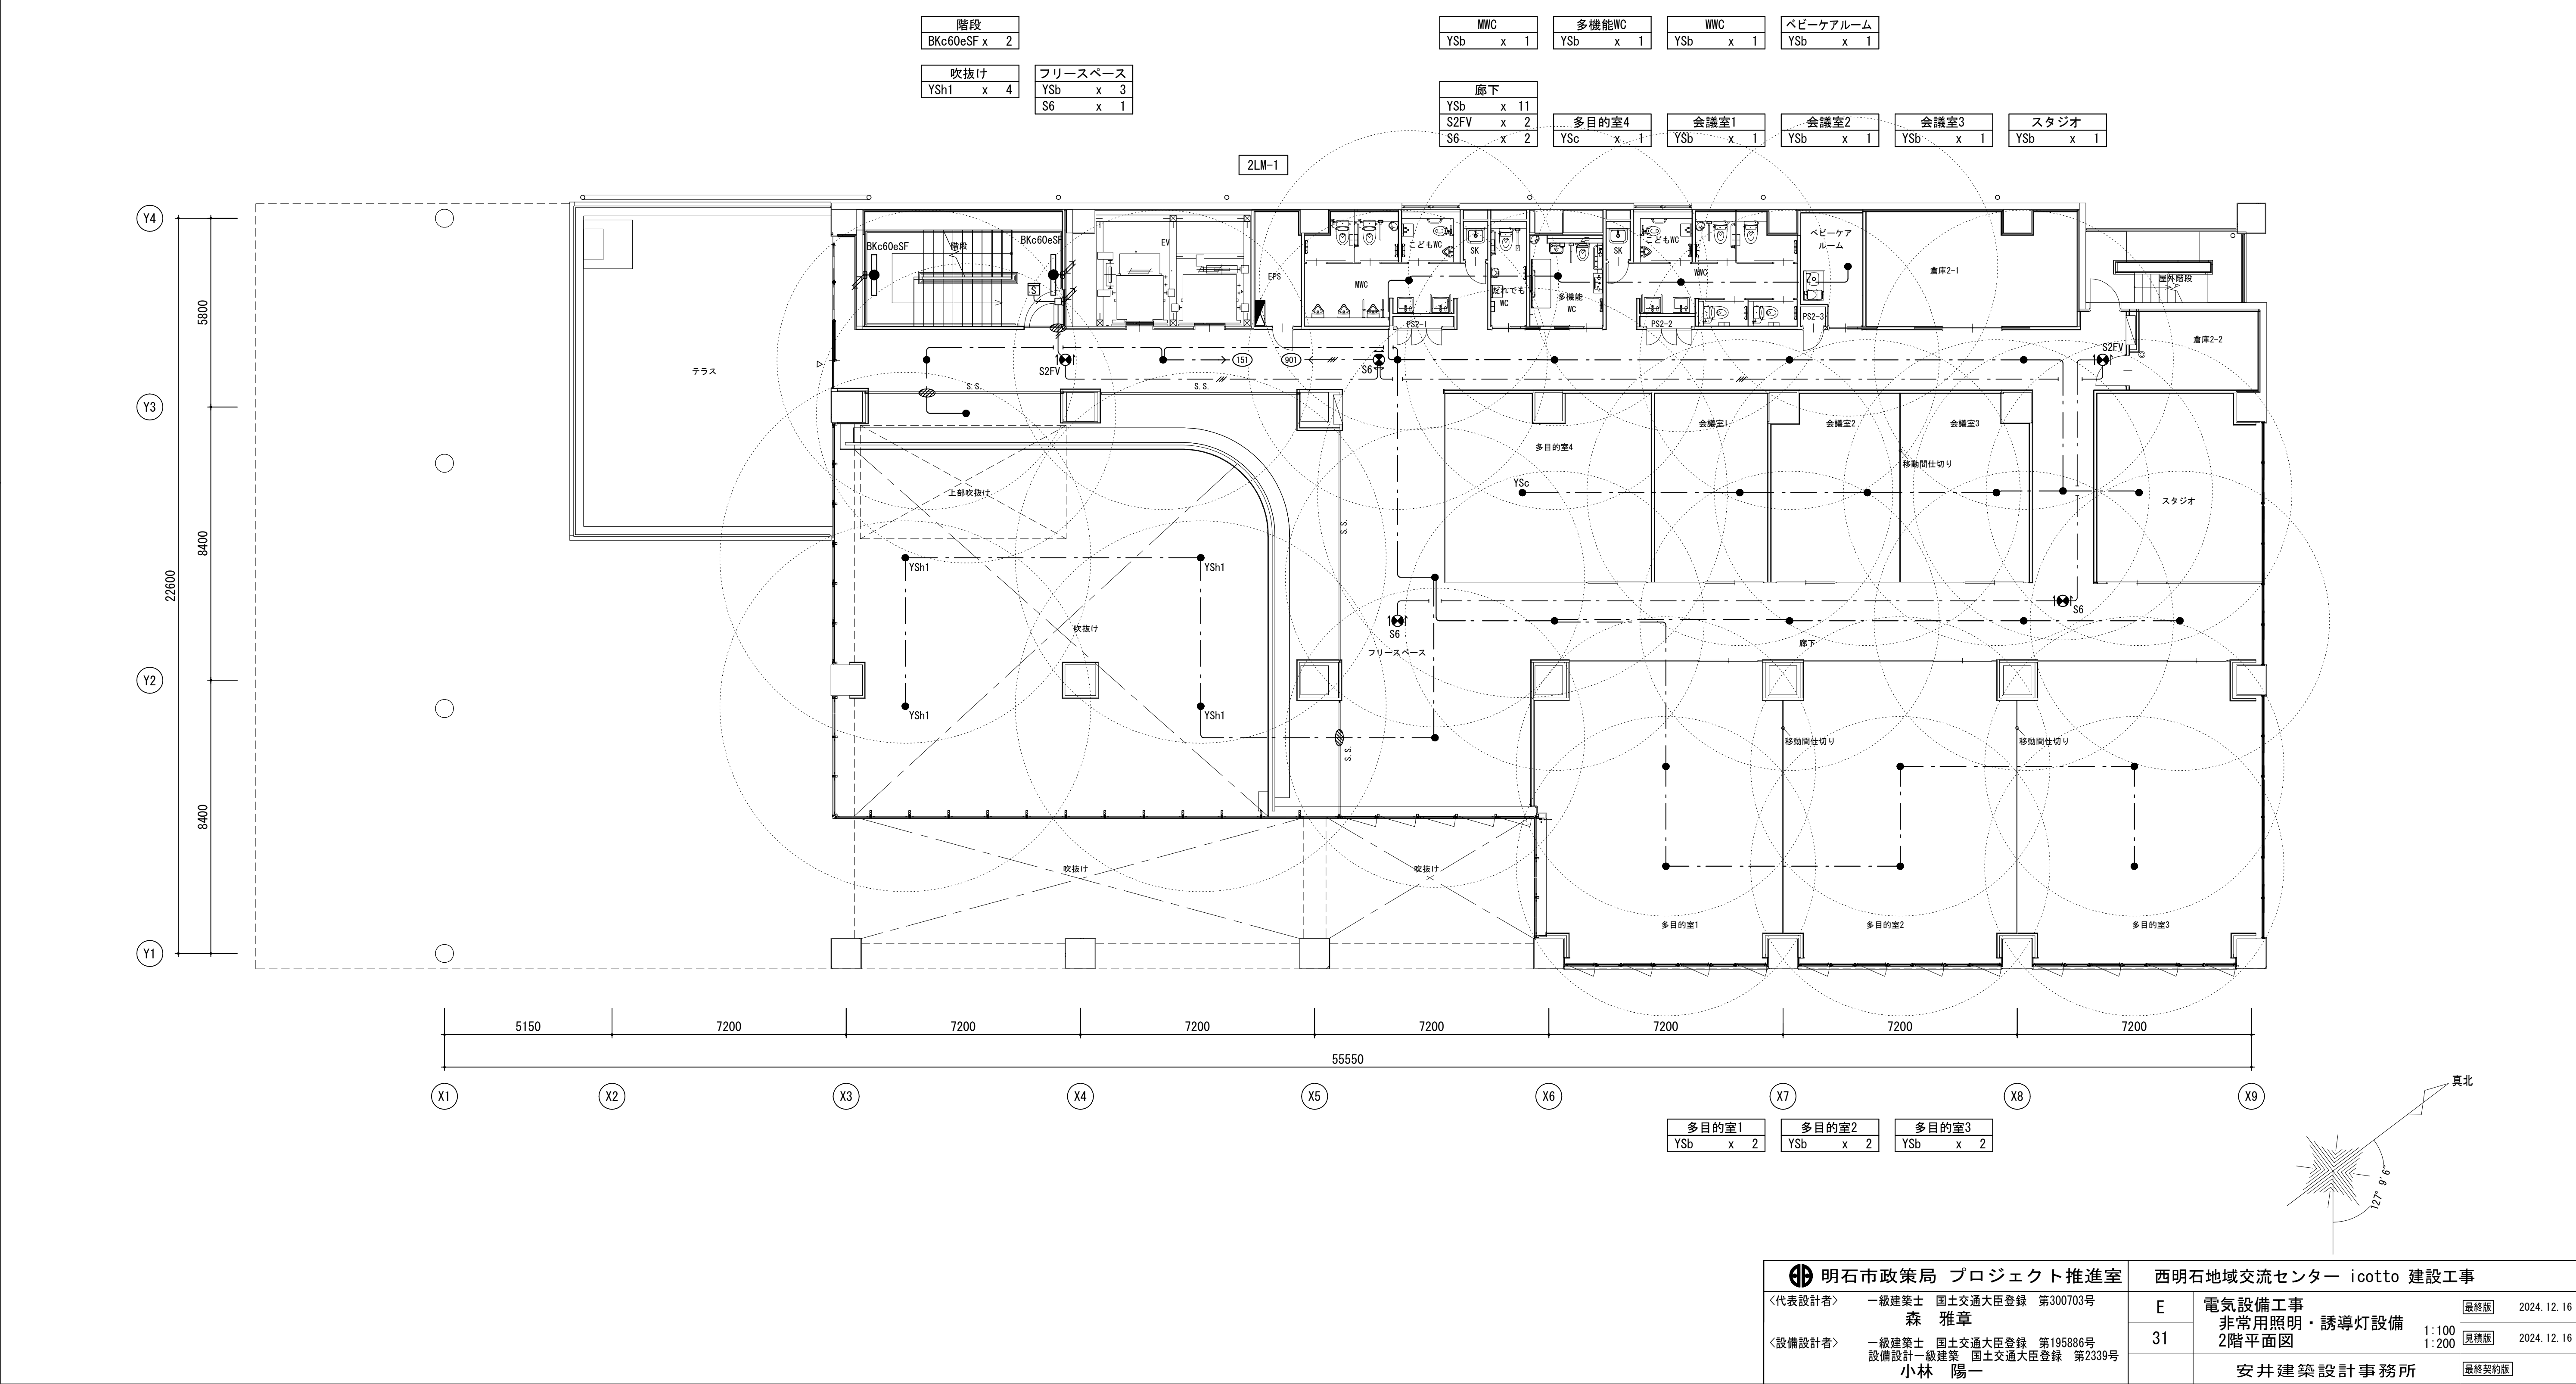 階段
BKc60eSF x 2
吹抜け
YSh1 x 4
フリースペース
YSb x 3
S6 x 1
MWC
YSb x 1
多機能WC
YSb x 1
WWC
YSb x 1
ベビーケアルーム
YSb x 1
廊下
YSb x 11
S2FV x 2
S6 x 2
多目的室4
YSc x 1
会議室1
YSb x 1
会議室2
YSb x 1
会議室3
YSb x 1
スタジオ
YSb x 1
2LM-1
Y4
Y3
Y2
Y1
5800
8400
8400
22600
テラス
BKc60eSF
階段
BKc60eSF
S
EV
EPS
MWC
こどもWC
SK
だれでも
WC
多機能
WC
SK
こどもWC
WWC
ベビーケア
ルーム
倉庫2-1
屋外階段
倉庫2-2
PS2-1
PS2-2
PS2-3
S2FV
151
901
S6
S2FV
S.S.
S.S.
S.S.
S.S.
上部吹抜け
YSh1
YSh1
YSh1
YSh1
吹抜け
多目的室4
YSc
会議室1
会議室2
会議室3
移動間仕切り
スタジオ
S6
S6
フリースペース
廊下
移動間仕切り
移動間仕切り
吹抜け
吹抜け
多目的室1
多目的室2
多目的室3
5150
7200
7200
7200
7200
7200
7200
7200
55550
X1
X2
X3
X4
X5
X6
X7
X8
X9
多目的室1
YSb x 2
多目的室2
YSb x 2
多目的室3
YSb x 2
真北
127° 9.6~
明石市政策局 プロジェクト推進室
西明石地域交流センター icotto 建設工事
〈代表設計者〉 一級建築士 国土交通大臣登録 第300703号
森 雅章
〈設備設計者〉 一級建築士 国土交通大臣登録 第195886号
設備設計一級建築 国土交通大臣登録 第2339号
小林 陽一
E
31
電気設備工事
非常用照明・誘導灯設備
2階平面図
1:100
1:200
最終版 2024.12.16
見積版 2024.12.16
最終契約版
安井建築設計事務所